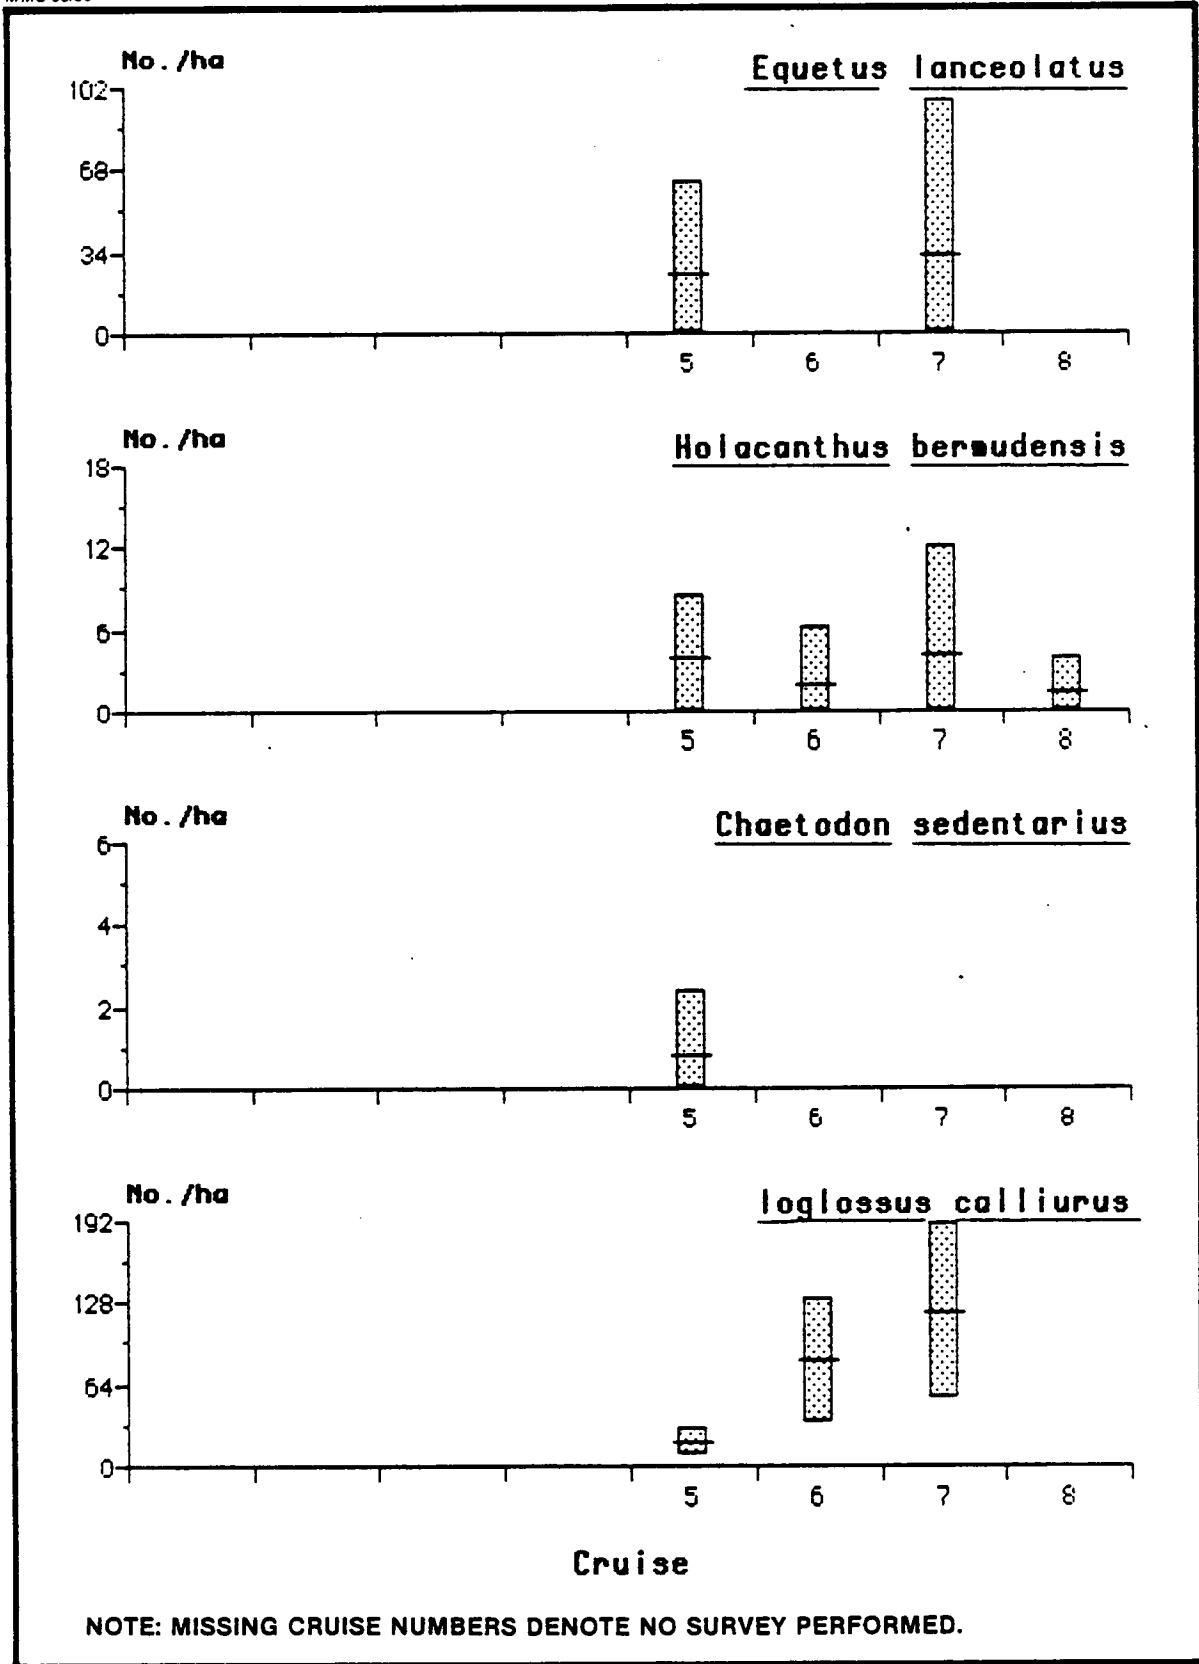 No./ha
Equetus lanceolatus
102
68
34
0
5 6 7 8
No./ha
Holacanthus bermudensis
18
12
6
0
5 6 7 8
No./ha
Chaetodon sedentarius
6
4
2
0
5 6 7 8
No./ha
Ioglossus calliurus
192
128
64
0
5 6 7 8
Cruise
NOTE: MISSING CRUISE NUMBERS DENOTE NO SURVEY PERFORMED.